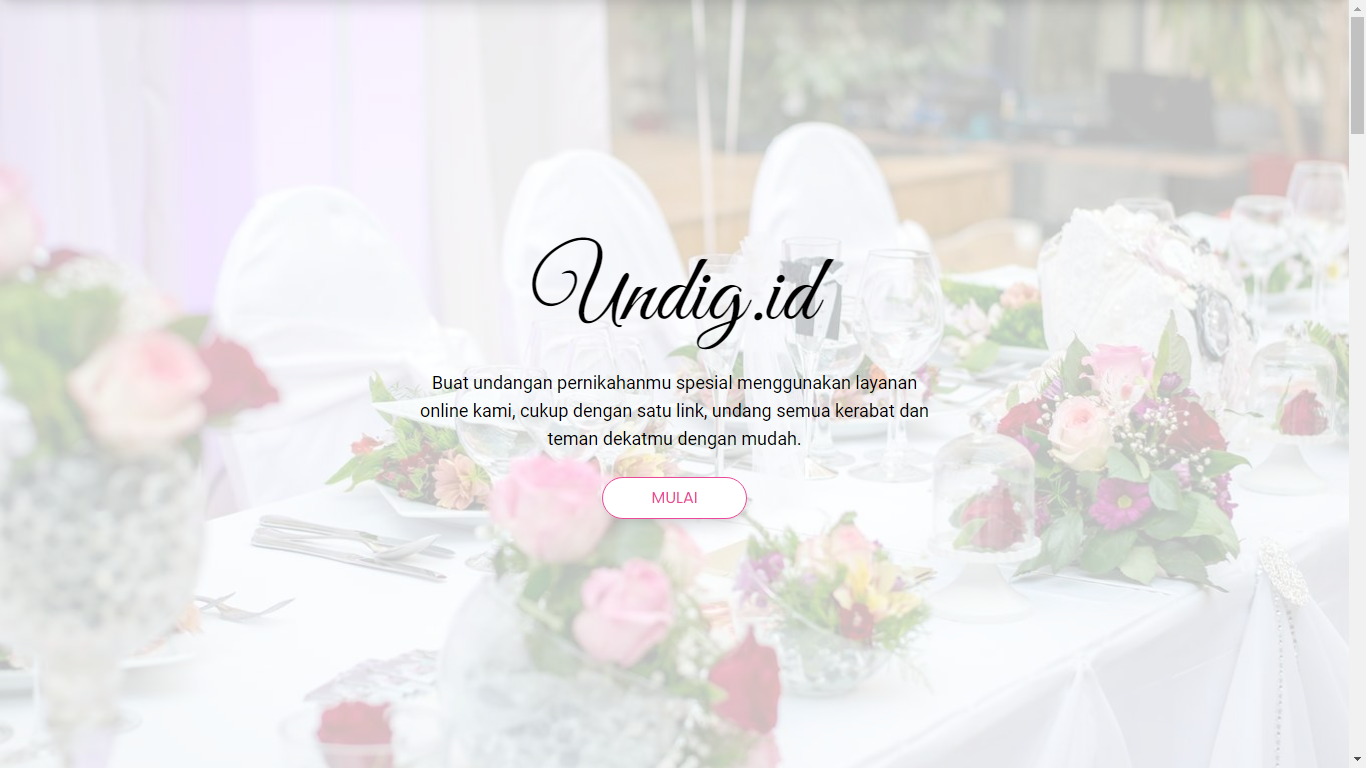 Undig.id
Buat undangan pernikahanmu spesial menggunakan layanan
online kami, cukup dengan satu link, undang semua kerabat dan
teman dekatmu dengan mudah.
MULAI